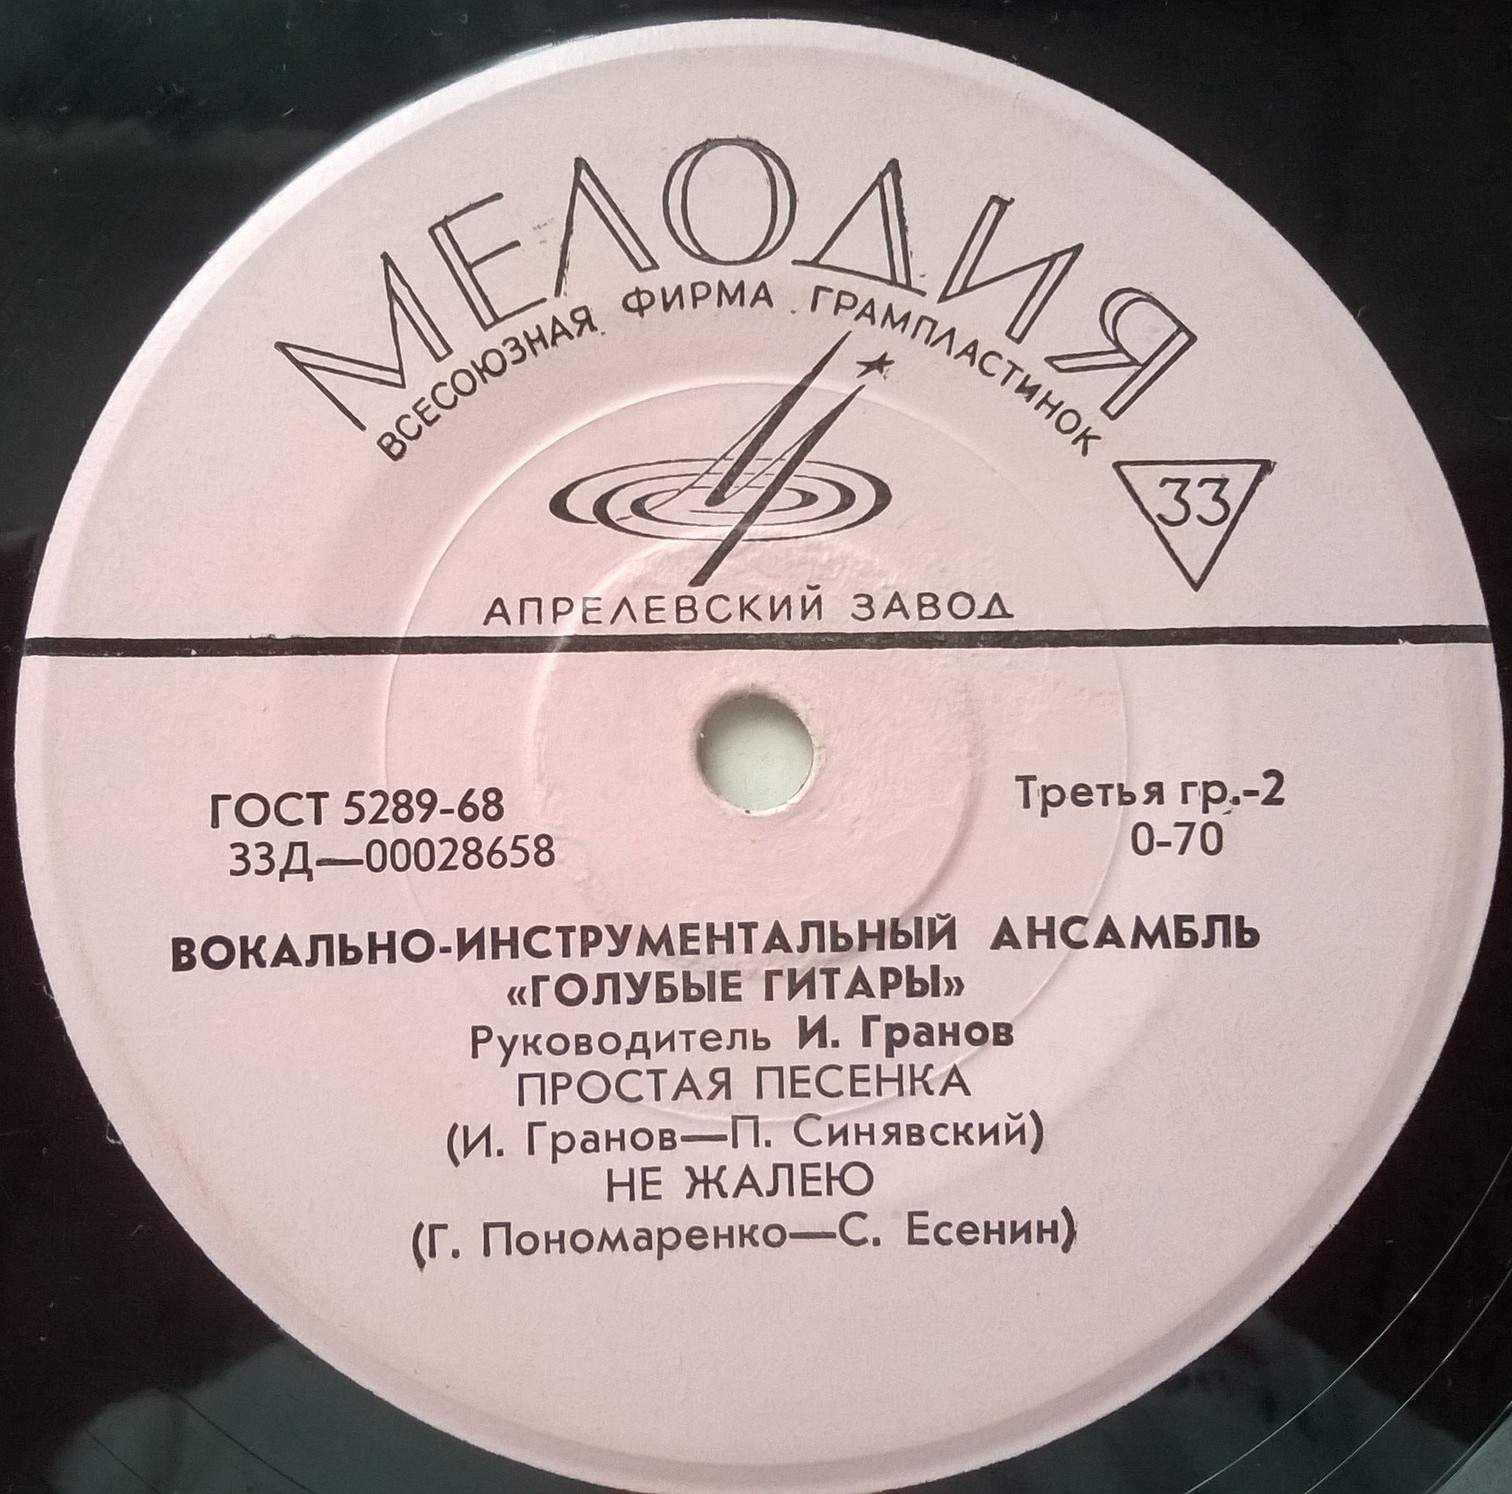 МЕЛОДИЯ
ВСЕСОЮЗНАЯ ФИРМА ГРАМПЛАСТИНОК
33
АПРЕЛЕВСКИЙ ЗАВОД
ГОСТ 5289-68
33Д—00028658
Третья гр.-2
0-70
ВОКАЛЬНО-ИНСТРУМЕНТАЛЬНЫЙ АНСАМБЛЬ
«ГОЛУБЫЕ ГИТАРЫ»
Руководитель И. Гранов
ПРОСТАЯ ПЕСЕНКА
(И. Гранов—П. Синявский)
НЕ ЖАЛЕЮ
(Г. Пономаренко—С. Есенин)